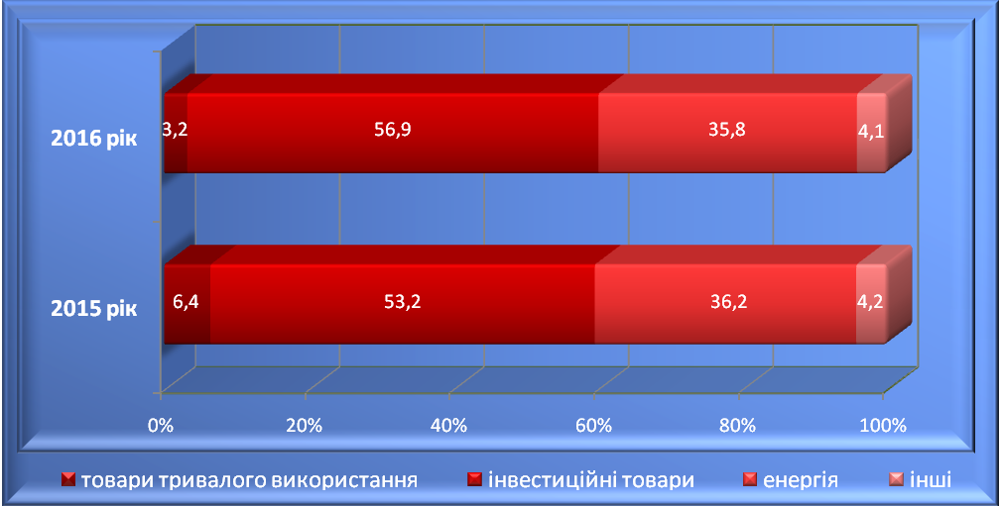 2016 рік
3,2 56,9 35,8 4,1
2015 рік
6,4 53,2 36,2 4,2
0% 20% 40% 60% 80% 100%
товари тривалого використання інвестиційні товари енергія інші